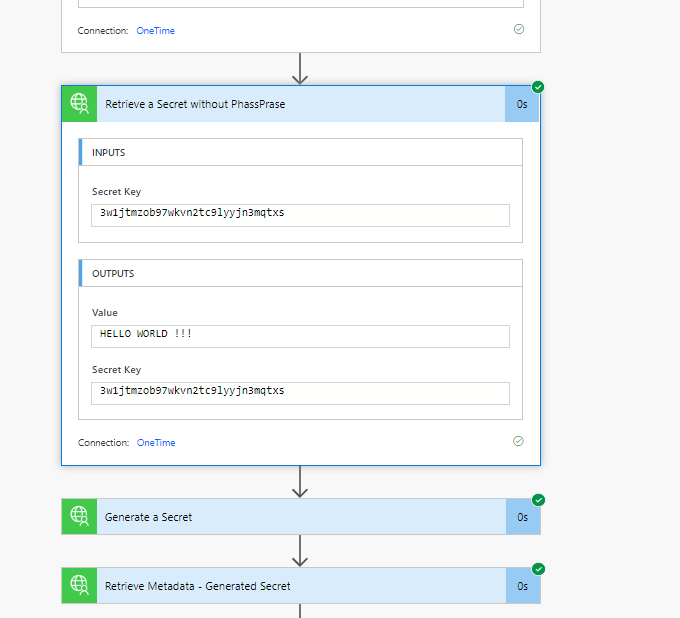 Connection: OneTime
Retrieve a Secret without PhassPrase 0s
INPUTS
Secret Key
3w1jtmzob97wkvn2tc9lyyjn3mqtxs
OUTPUTS
Value
HELLO WORLD !!!
Secret Key
3w1jtmzob97wkvn2tc9lyyjn3mqtxs
Connection: OneTime
Generate a Secret 0s
Retrieve Metadata - Generated Secret 0s